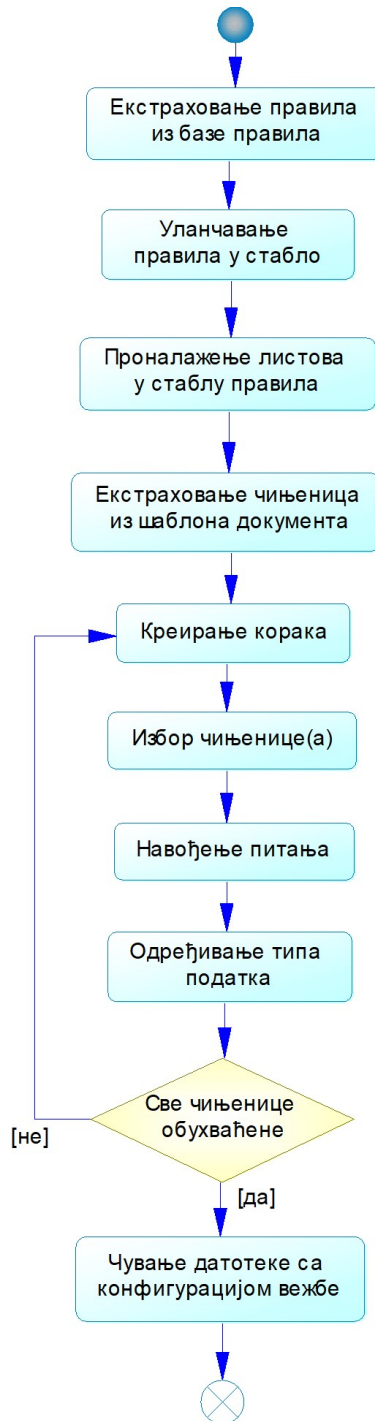 Екстраховање правила
из базе правила
Уланчавање
правила у стабло
Проналажење листова
у стаблу правила
Екстраховање чињеница
из шаблона документа
Креирање корака
Избор чињенице(а)
Навођење питања
Одређивање типа
податка
Све чињенице
обухваћене
[не]
[да]
Чување датотеке са
конфигурацијом вежбе